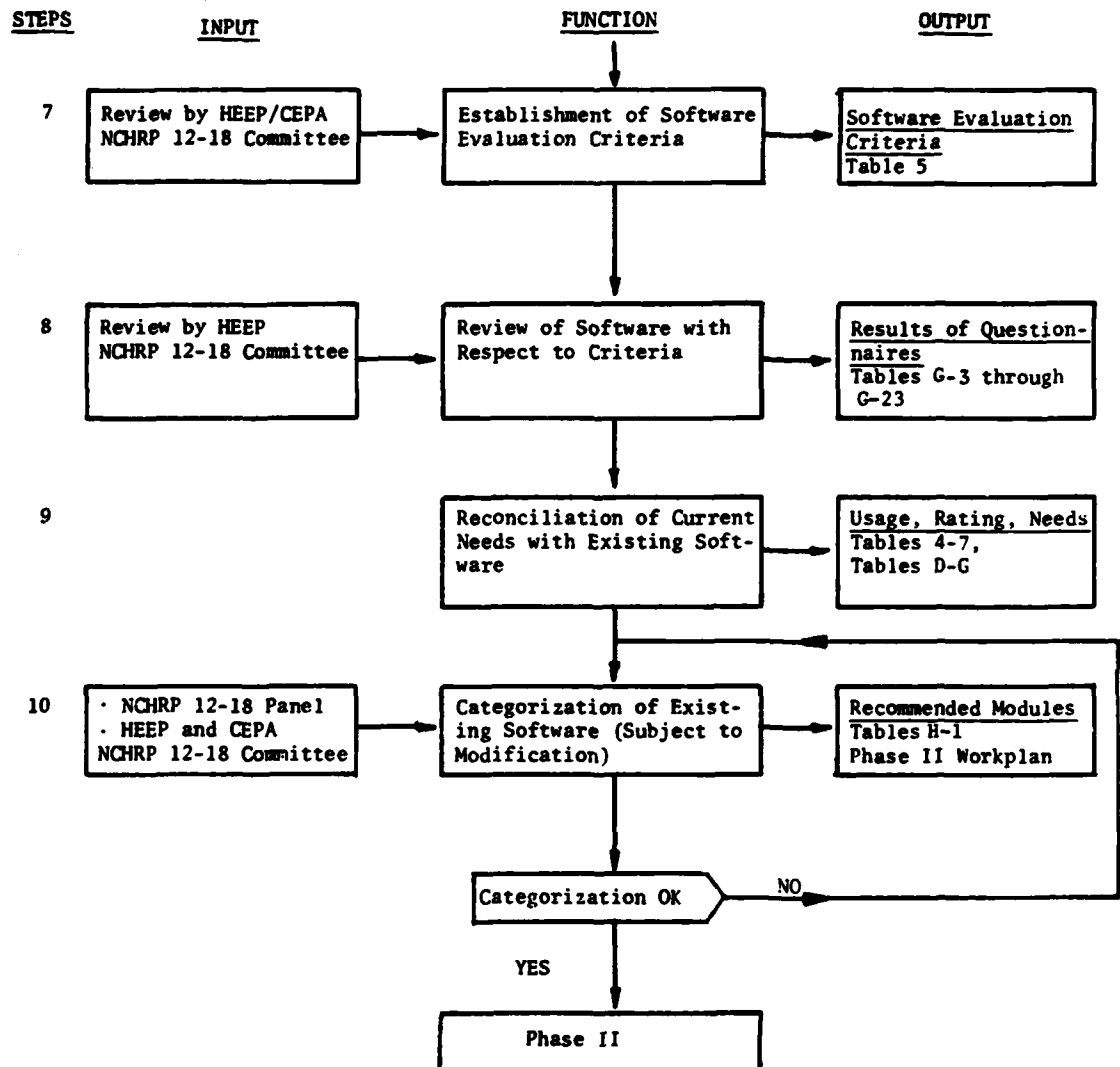 STEPS
INPUT
FUNCTION
OUTPUT
7
Review by HEEP/CEPA
NCHRP 12-18 Committee
Establishment of Software
Evaluation Criteria
Software Evaluation
Criteria
Table 5
8
Review by HEEP
NCHRP 12-18 Committee
Review of Software with
Respect to Criteria
Results of Question-
naires
Tables G-3 through
G-23
9
Reconciliation of Current
Needs with Existing Soft-
ware
Usage, Rating, Needs
Tables 4-7,
Tables D-G
10
· NCHRP 12-18 Panel
· HEEP and CEPA
NCHRP 12-18 Committee
Categorization of Exist-
ing Software (Subject to
Modification)
Recommended Modules
Tables H-1
Phase II Workplan
Categorization OK
NO
YES
Phase II